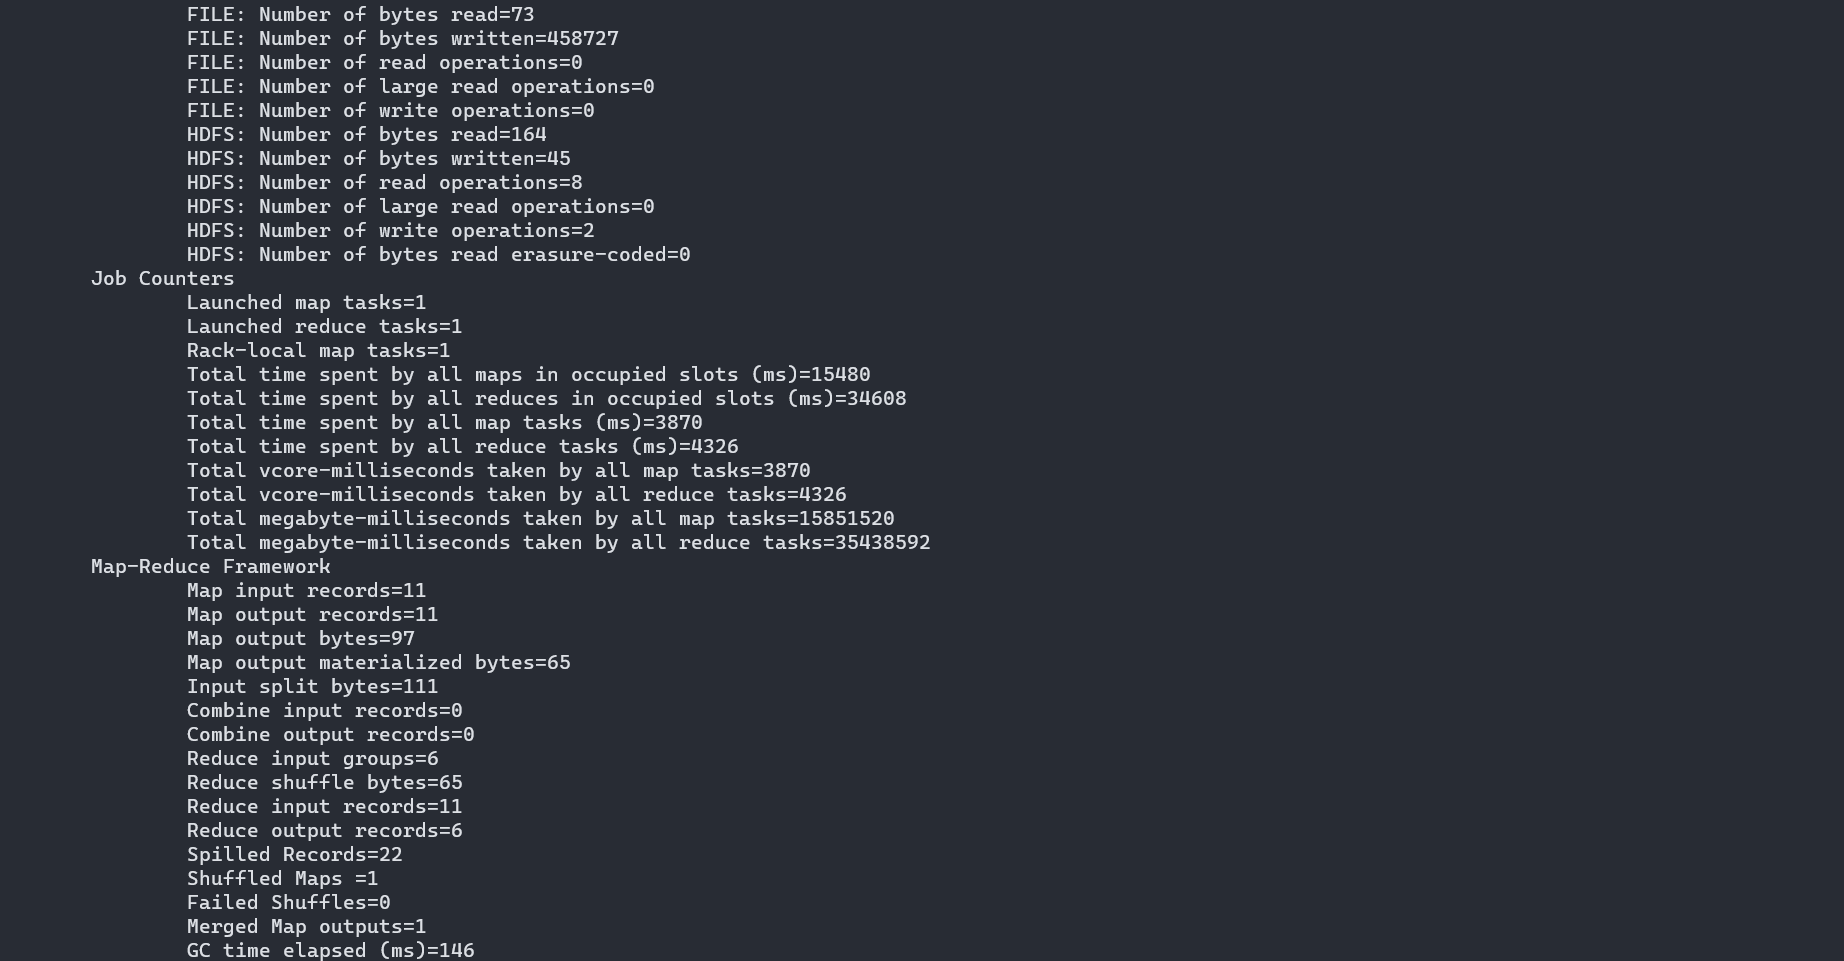 FILE: Number of bytes read=73
FILE: Number of bytes written=458727
FILE: Number of read operations=0
FILE: Number of large read operations=0
FILE: Number of write operations=0
HDFS: Number of bytes read=164
HDFS: Number of bytes written=45
HDFS: Number of read operations=8
HDFS: Number of large read operations=0
HDFS: Number of write operations=2
HDFS: Number of bytes read erasure-coded=0
Job Counters
Launched map tasks=1
Launched reduce tasks=1
Rack-local map tasks=1
Total time spent by all maps in occupied slots (ms)=15480
Total time spent by all reduces in occupied slots (ms)=34608
Total time spent by all map tasks (ms)=3870
Total time spent by all reduce tasks (ms)=4326
Total vcore-milliseconds taken by all map tasks=3870
Total vcore-milliseconds taken by all reduce tasks=4326
Total megabyte-milliseconds taken by all map tasks=15851520
Total megabyte-milliseconds taken by all reduce tasks=35438592
Map-Reduce Framework
Map input records=11
Map output records=11
Map output bytes=97
Map output materialized bytes=65
Input split bytes=111
Combine input records=0
Combine output records=0
Reduce input groups=6
Reduce shuffle bytes=65
Reduce input records=11
Reduce output records=6
Spilled Records=22
Shuffled Maps =1
Failed Shuffles=0
Merged Map outputs=1
GC time elapsed (ms)=146